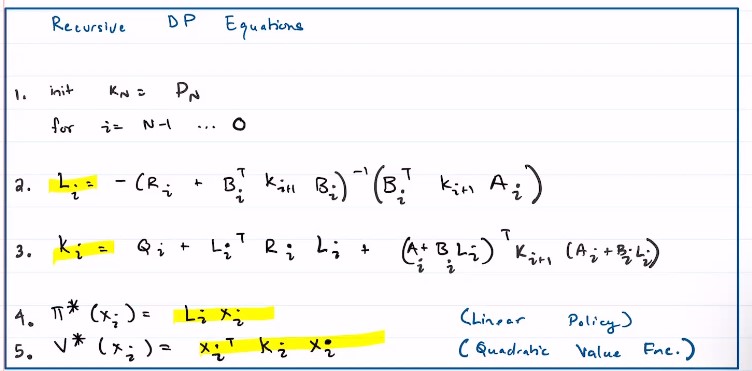 Recursive DP Equations
1. init K_N = P_N
for i = N-1 ... 0
2. L_i = - (R_i + B_i^T K_{i+1} B_i)^{-1} (B_i^T K_{i+1} A_i)
3. K_i = Q_i + L_i^T R_i L_i + (A_i + B_i L_i)^T K_{i+1} (A_i + B_i L_i)
4. π* (x_i) = L_i x_i (Linear Policy)
5. V* (x_i) = x_i^T K_i x_i (Quadratic Value Fnc.)